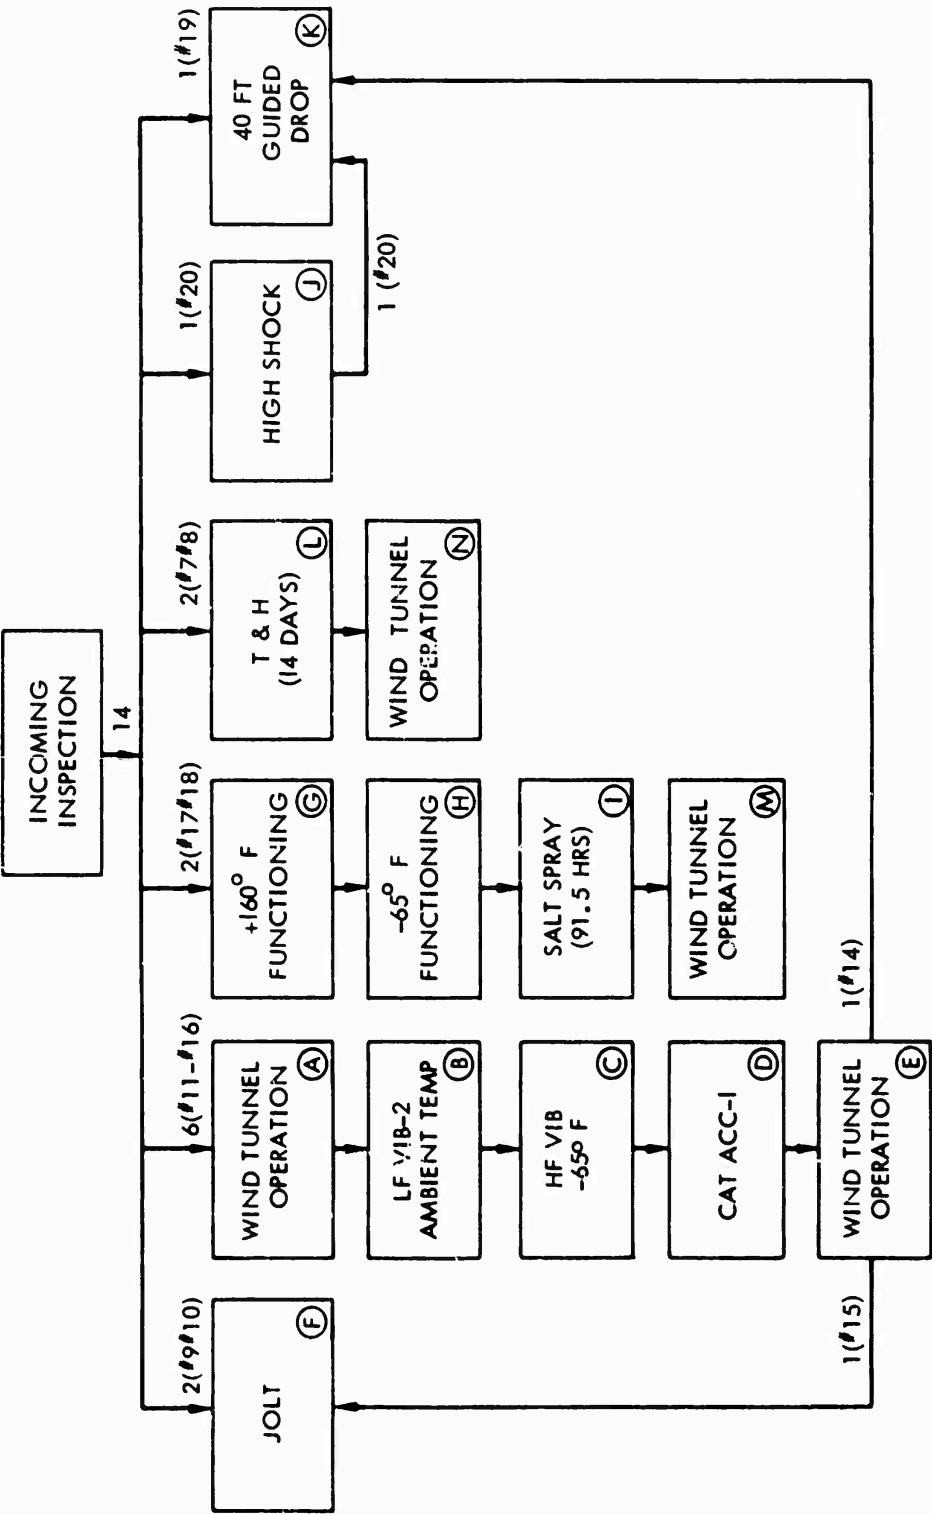 INCOMING
INSPECTION
14
2(#9#10)
JOLT
F
6(#11-#16)
WIND TUNNEL
OPERATION
A
LF VIB-2
AMBIENT TEMP
B
HF VIB
-65° F
C
CAT ACC-1
D
WIND TUNNEL
OPERATION
E
1(#15)
1(#14)
2(#17#18)
+160° F
FUNCTIONING
G
-65° F
FUNCTIONING
H
SALT SPRAY
(91.5 HRS)
I
WIND TUNNEL
OPERATION
M
2(#7#8)
T & H
(14 DAYS)
L
WIND TUNNEL
OPERATION
N
1(#20)
HIGH SHOCK
J
1 (#20)
1(#19)
40 FT
GUIDED
DROP
K